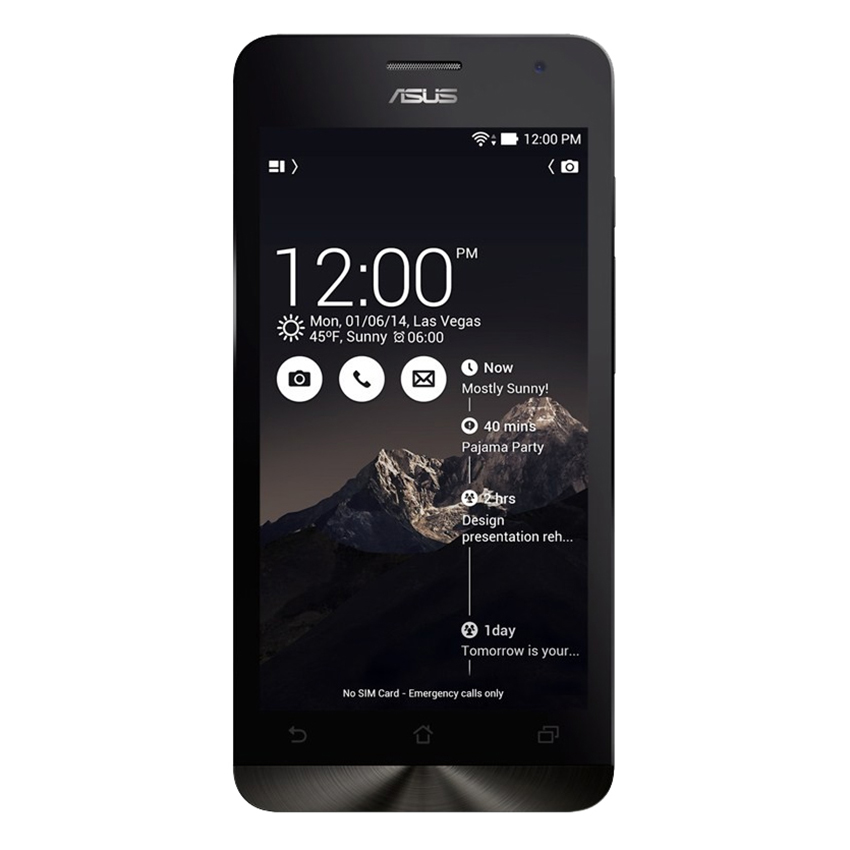 ASUS
12:00 PM
12:00 PM
Mon, 01/06/14, Las Vegas
45ºF, Sunny 06:00
Now
Mostly Sunny!
40 mins
Pajama Party
2 hrs
Design
presentation reh...
1day
Tomorrow is your...
No SIM Card - Emergency calls only